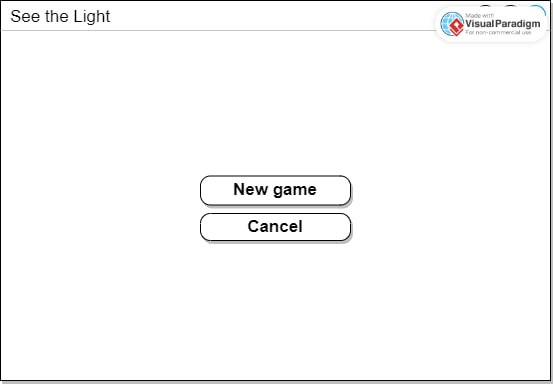 See the Light
Made with
Visual Paradigm
For non-commercial use
New game
Cancel